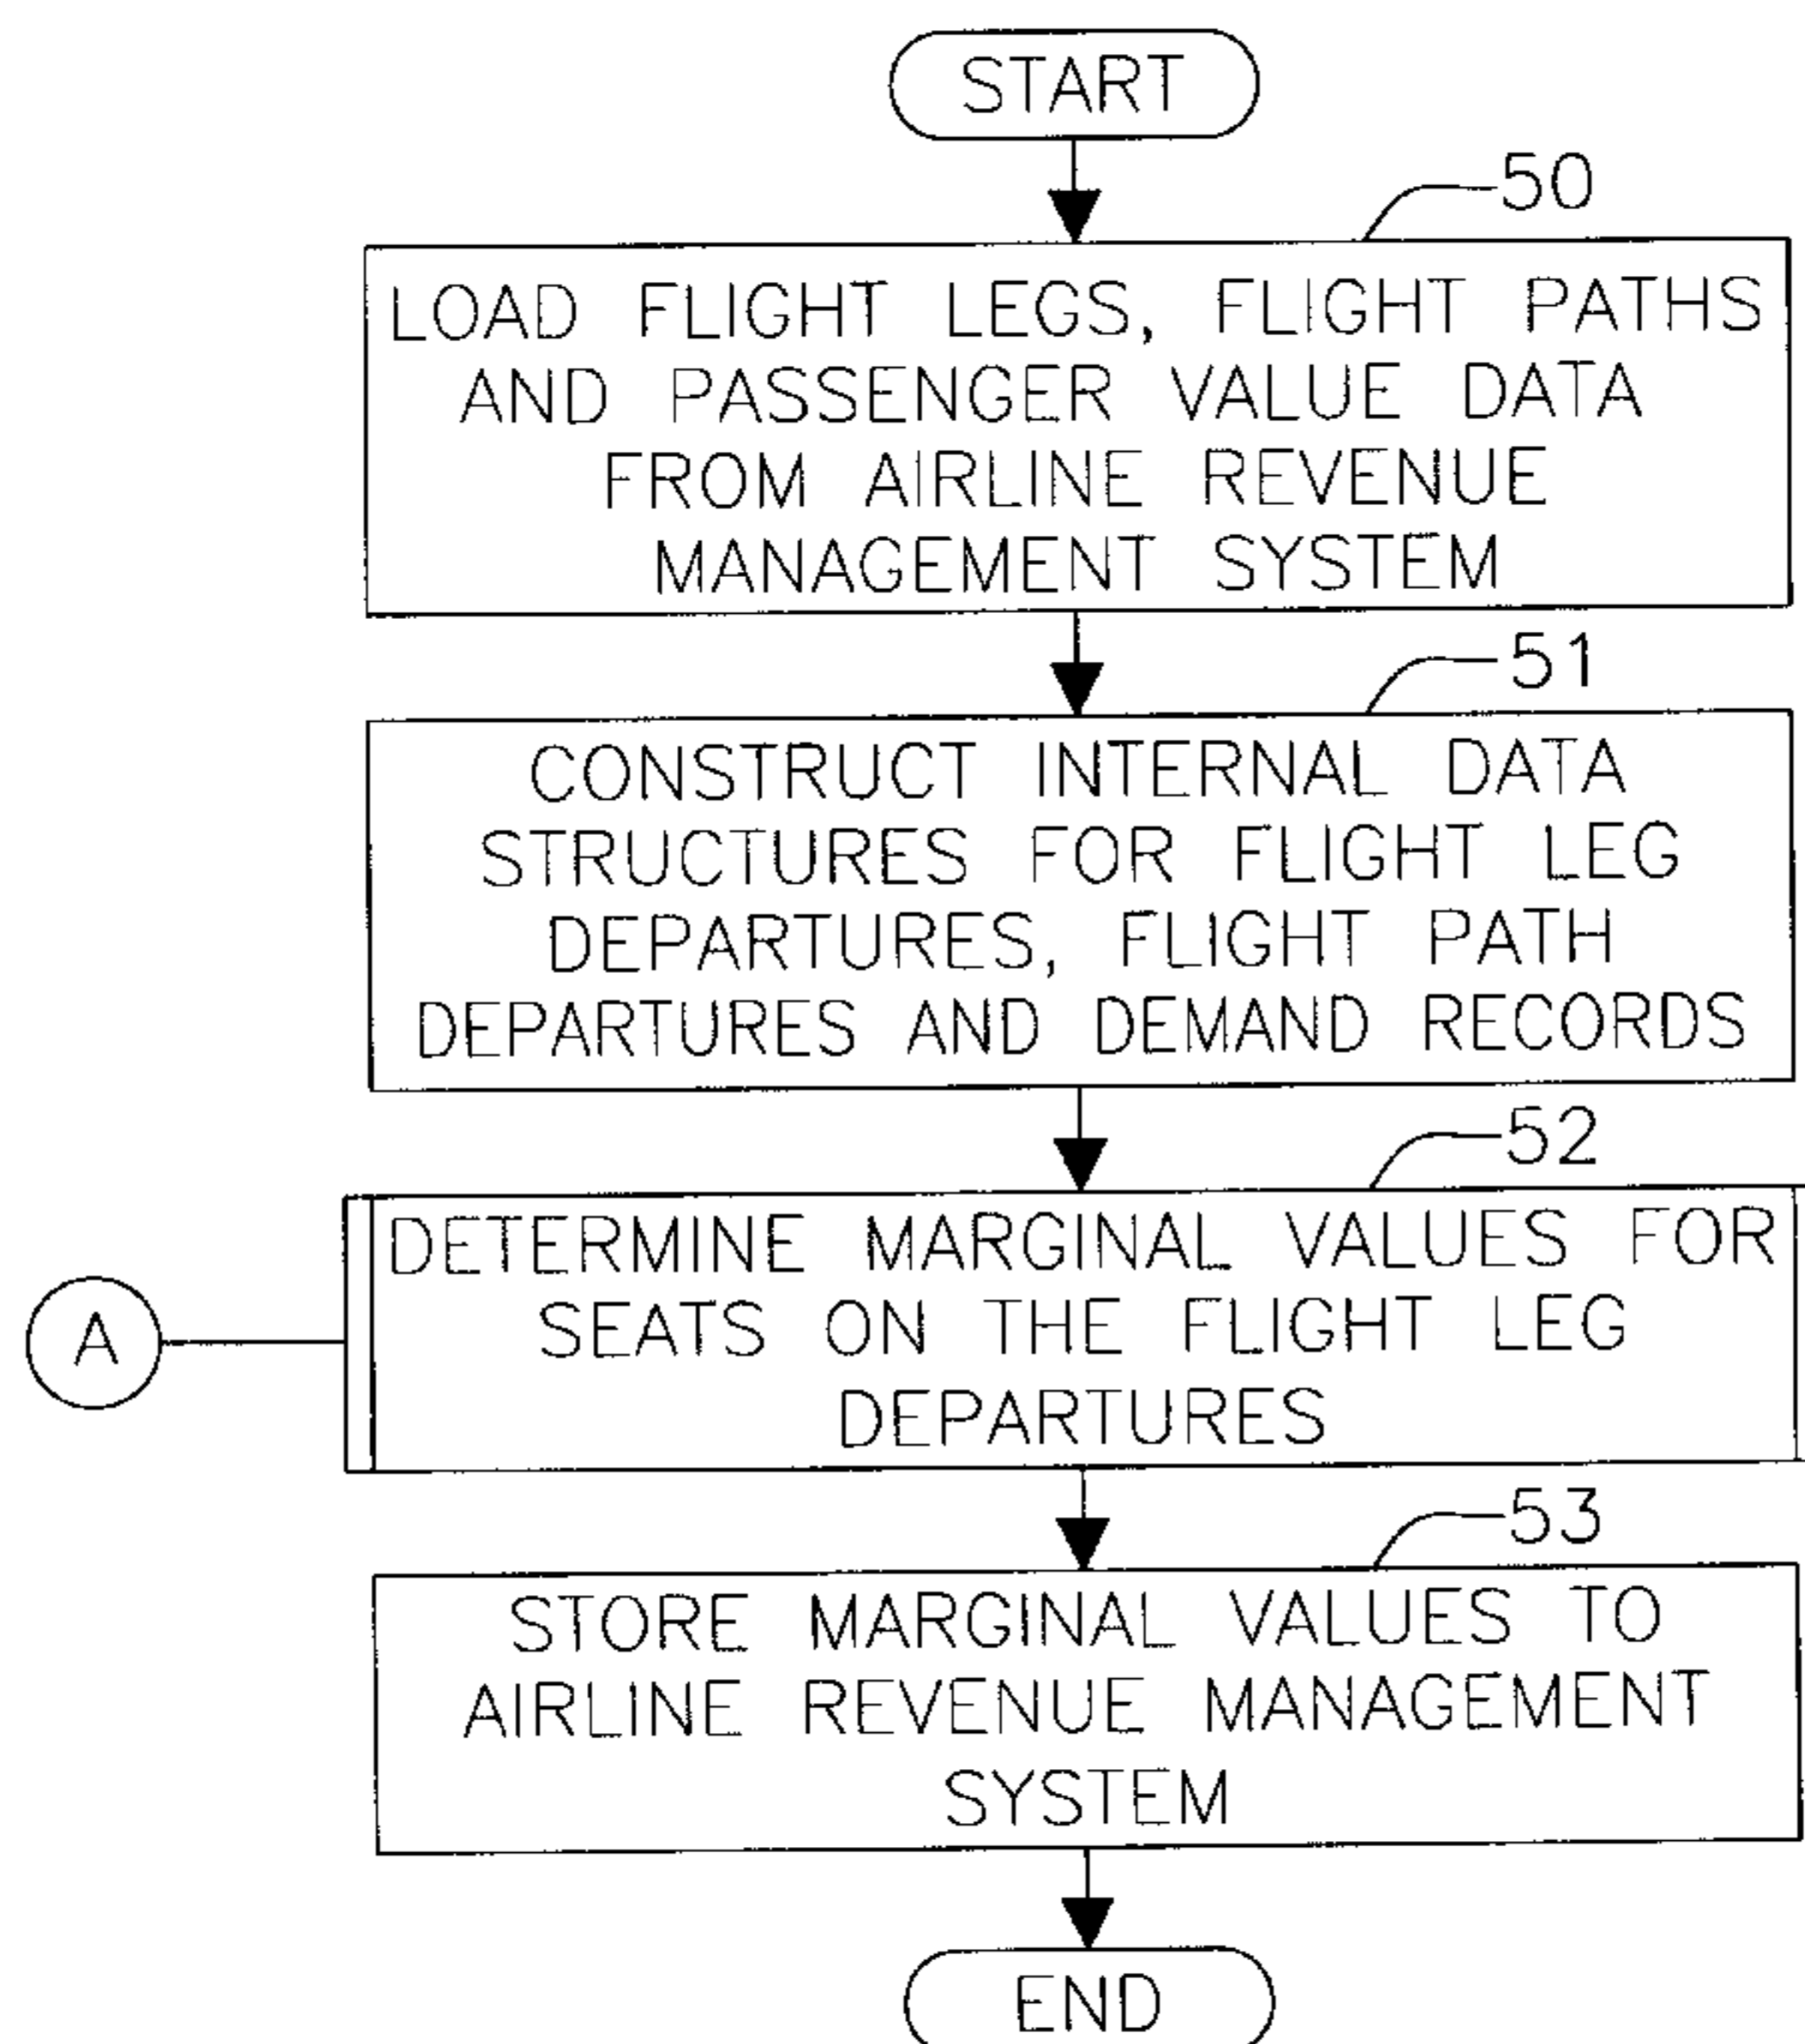 START
50
LOAD FLIGHT LEGS, FLIGHT PATHS
AND PASSENGER VALUE DATA
FROM AIRLINE REVENUE
MANAGEMENT SYSTEM
51
CONSTRUCT INTERNAL DATA
STRUCTURES FOR FLIGHT LEG
DEPARTURES, FLIGHT PATH
DEPARTURES AND DEMAND RECORDS
52
DETERMINE MARGINAL VALUES FOR
SEATS ON THE FLIGHT LEG
DEPARTURES
A
53
STORE MARGINAL VALUES TO
AIRLINE REVENUE MANAGEMENT
SYSTEM
END